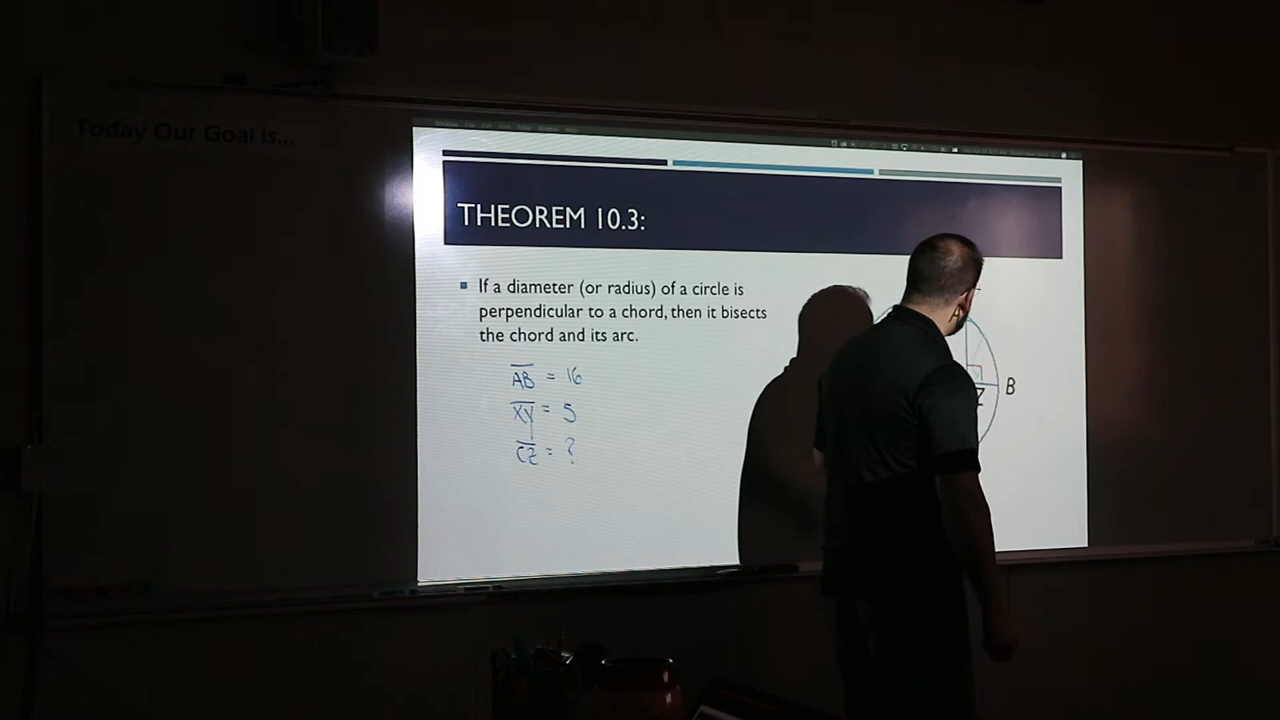 Today Our Goal is...
THEOREM 10.3:
If a diameter (or radius) of a circle is
perpendicular to a chord, then it bisects
the chord and its arc.
AB = 16
XY = 5
CZ = ?
A
B
Z